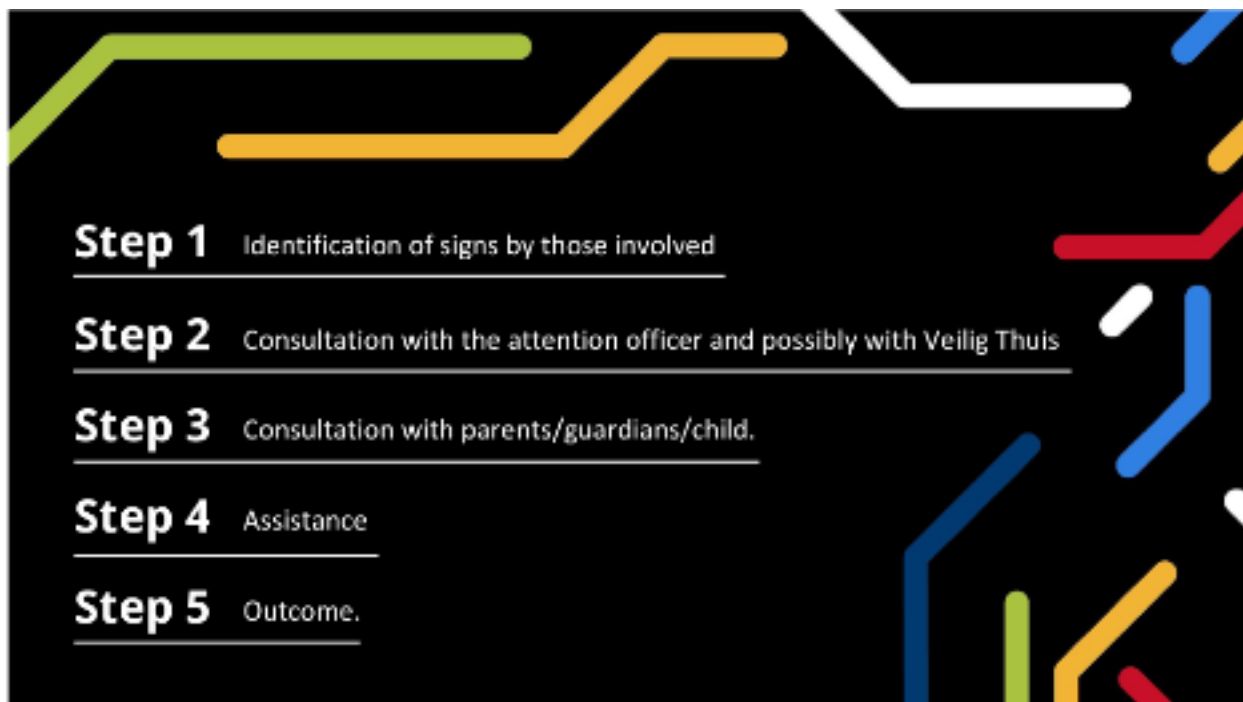 Step 1 Identification of signs by those involved
Step 2 Consultation with the attention officer and possibly with Veilig Thuis
Step 3 Consultation with parents/guardians/child.
Step 4 Assistance
Step 5 Outcome.